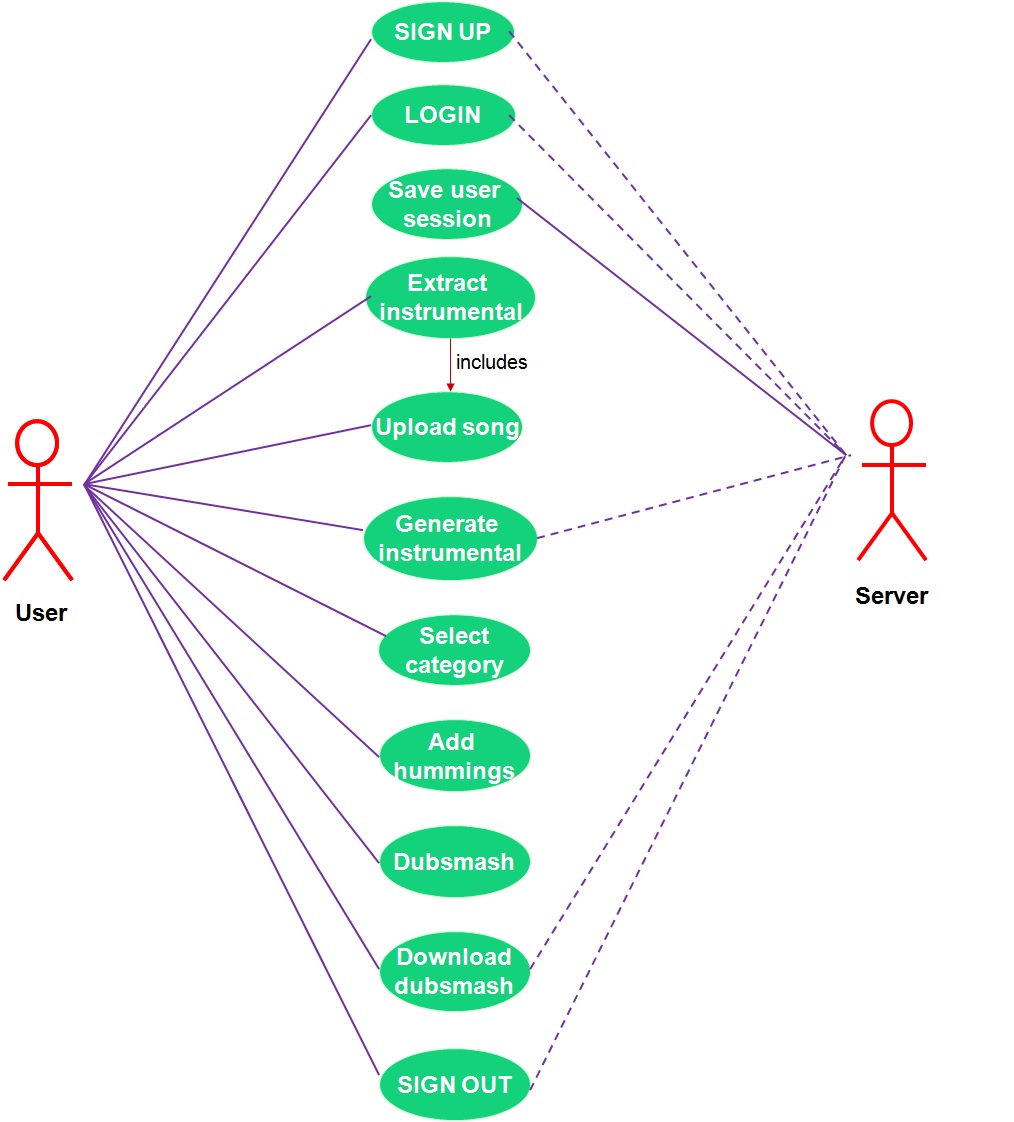 SIGN UP
LOGIN
Save user
session
Extract
instrumental
includes
Upload song
Generate
instrumental
User
Server
Select
category
Add
hummings
Dubsmash
Download
dubsmash
SIGN OUT